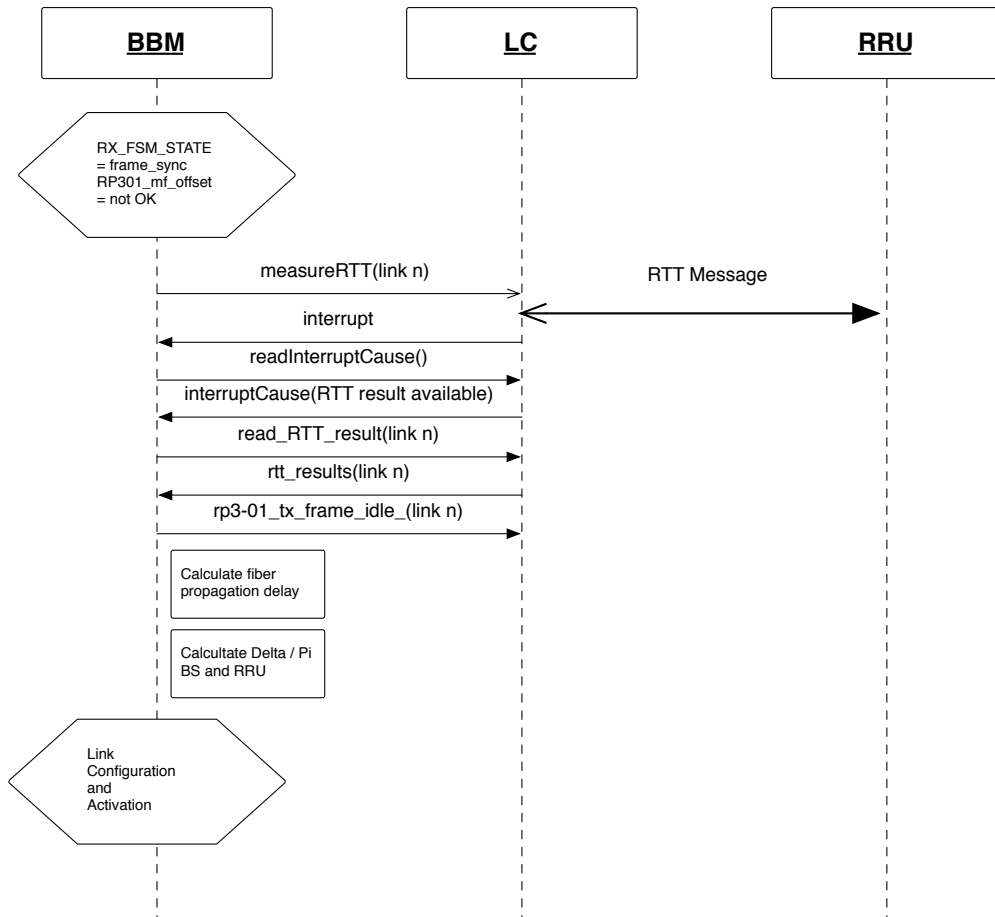 BBM
LC
RRU
RX_FSM_STATE
= frame_sync
RP301_mf_offset
= not OK
measureRTT(link n)
RTT Message
interrupt
readInterruptCause()
interruptCause(RTT result available)
read_RTT_result(link n)
rtt_results(link n)
rp3-01_tx_frame_idle_(link n)
Calculate fiber
propagation delay
Calcultate Delta / Pi
BS and RRU
Link
Configuration
and
Activation